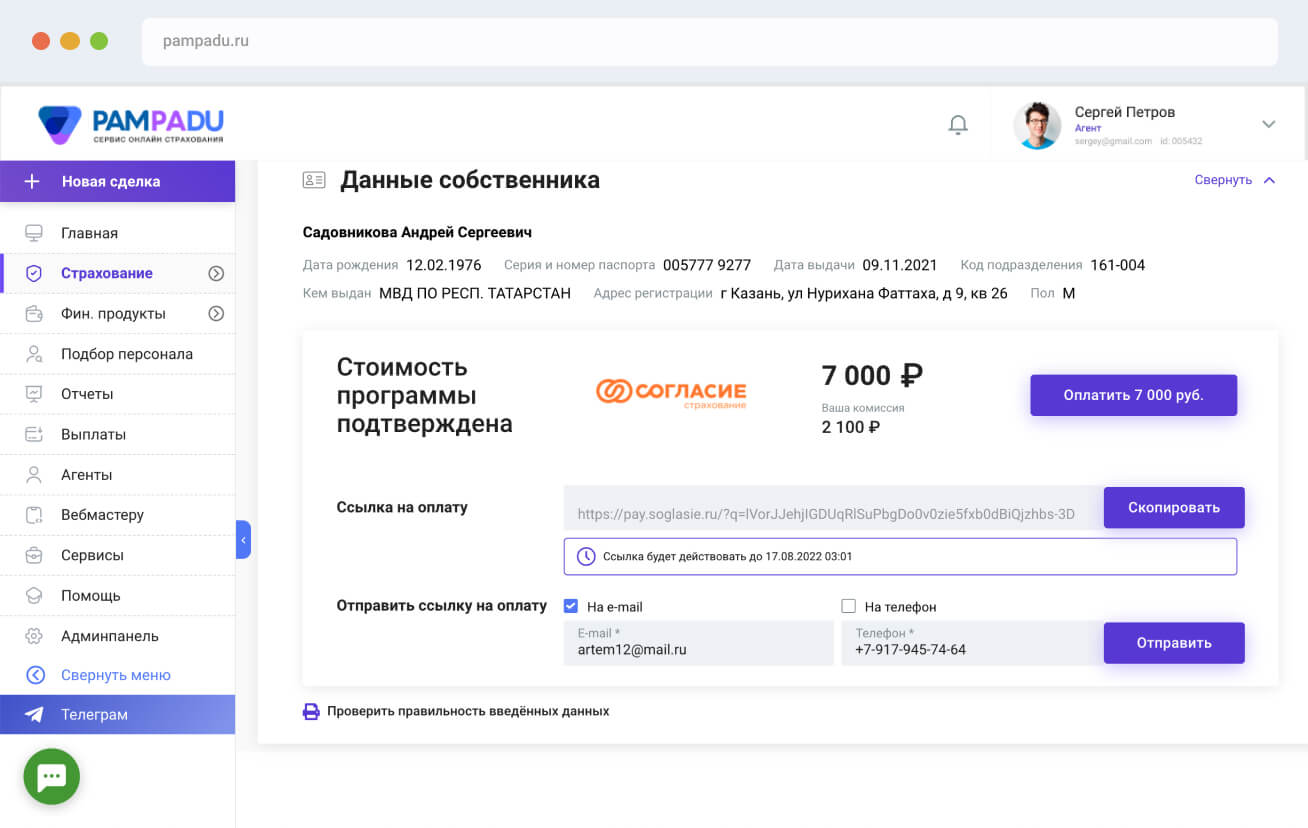 pampadu.ru
PAMPADU
СЕРВИС ОНЛАЙН СТРАХОВАНИЯ
Сергей Петров
Агент
sergey@gmail.com id: 005432
Новая сделка
Главная
Страхование
Фин. продукты
Подбор персонала
Отчеты
Выплаты
Агенты
Вебмастеру
Сервисы
Помощь
Админпанель
Свернуть меню
Телеграм
Данные собственника
Свернуть
Садовникова Андрей Сергеевич
Дата рождения 12.02.1976 Серия и номер паспорта 005777 9277 Дата выдачи 09.11.2021 Код подразделения 161-004
Кем выдан МВД ПО РЕСП. ТАТАРСТАН Адрес регистрации г Казань, ул Нурихана Фаттаха, д 9, кв 26 Пол М
Стоимость
программы
подтверждена
СОГЛАСИЕ
страхование
7 000 ₽
Ваша комиссия
2 100 ₽
Оплатить 7 000 руб.
Ссылка на оплату
https://pay.soglasie.ru/?q=lVorJJehjIGDUqRlSuPbgDo0v0zie5fxb0dBiQjzhbs-3D
Скопировать
Ссылка будет действовать до 17.08.2022 03:01
Отправить ссылку на оплату
На e-mail
На телефон
E-mail *
artem12@mail.ru
Телефон *
+7-917-945-74-64
Отправить
Проверить правильность введённых данных